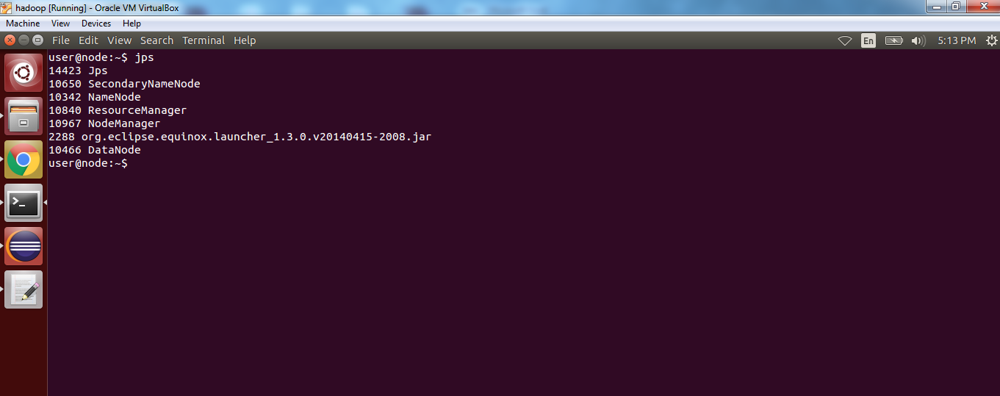 hadoop [Running] - Oracle VM VirtualBox
Machine View Devices Help
File Edit View Search Terminal Help En 5:13 PM
user@node:~$ jps
14423 Jps
10650 SecondaryNameNode
10342 NameNode
10840 ResourceManager
10967 NodeManager
2288 org.eclipse.equinox.launcher_1.3.0.v20140415-2008.jar
10466 DataNode
user@node:~$